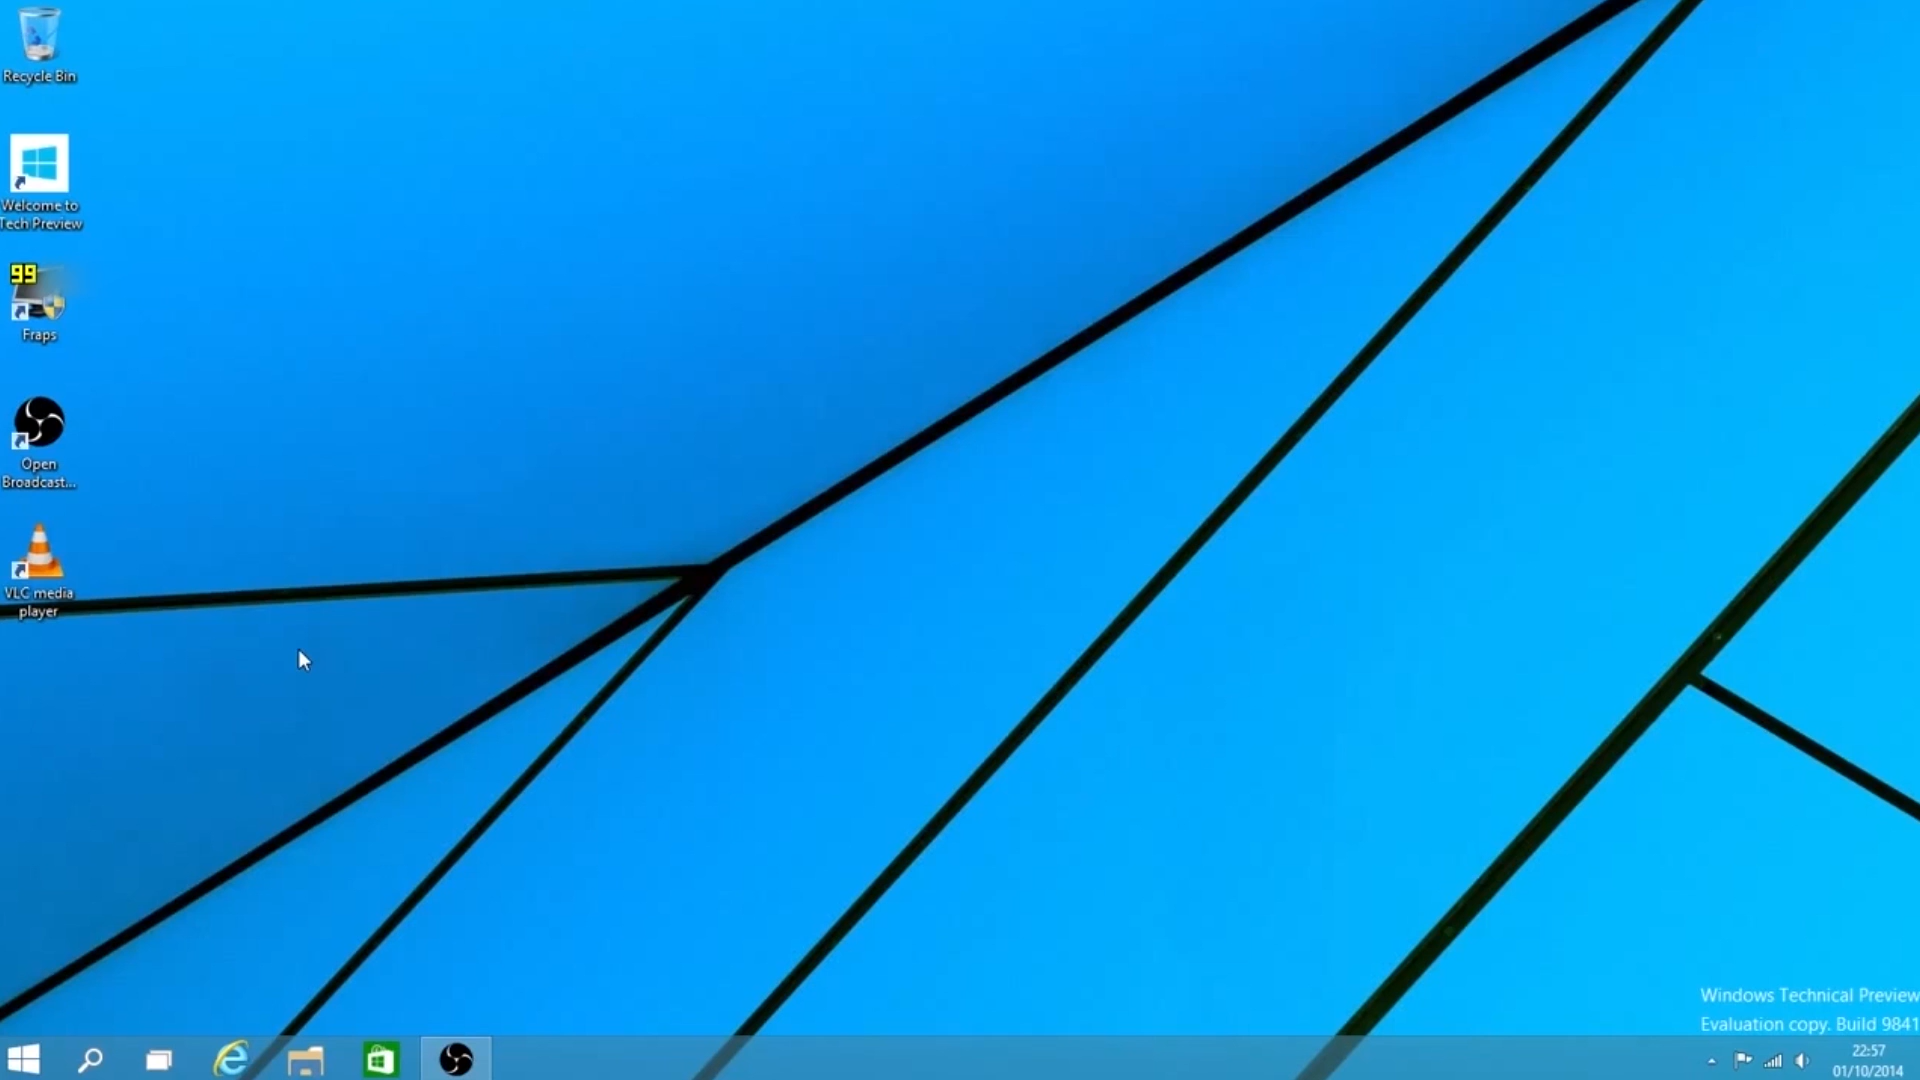 Recycle Bin
Welcome to
Tech Preview
99
Fraps
Open
Broadcast...
VLC media
player
Windows Technical Preview
Evaluation copy. Build 9841
22:57
01/10/2014